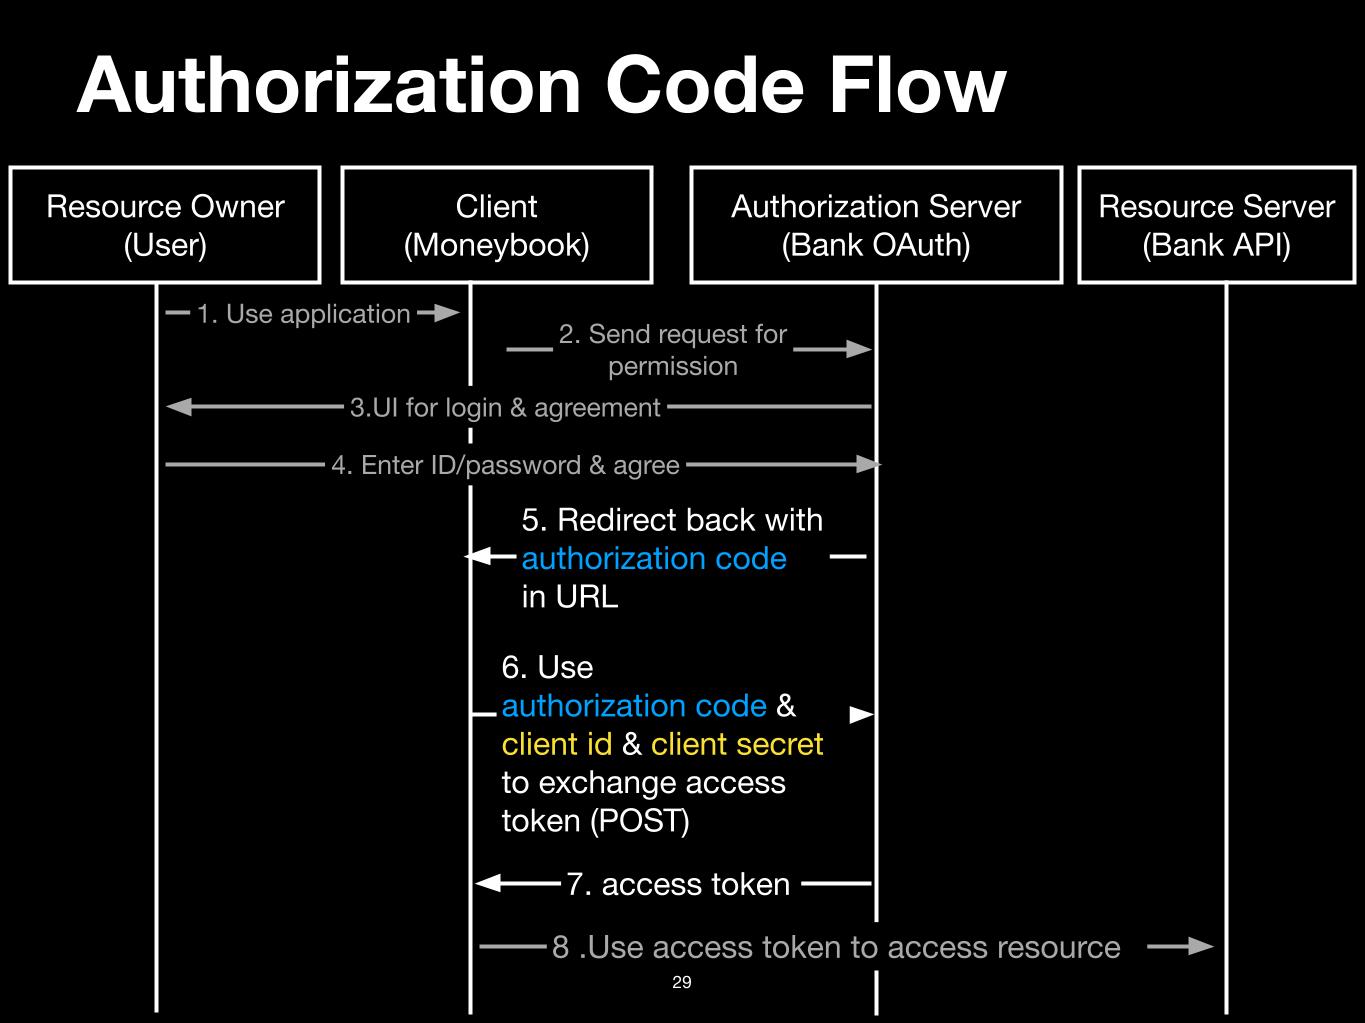 Authorization Code Flow
Resource Owner
(User)
Client
(Moneybook)
Authorization Server
(Bank OAuth)
Resource Server
(Bank API)
1. Use application
2. Send request for
permission
3.UI for login & agreement
4. Enter ID/password & agree
5. Redirect back with
authorization code
in URL
6. Use
authorization code &
client id & client secret
to exchange access
token (POST)
7. access token
8 .Use access token to access resource
29